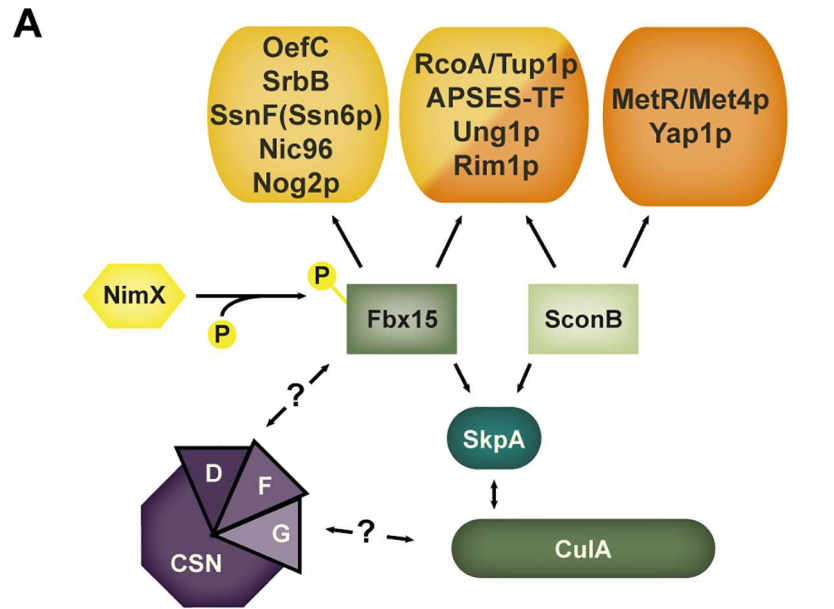 A
OefC
SrbB
SsnF(Ssn6p)
Nic96
Nog2p
RcoA/Tup1p
APSES-TF
Ung1p
Rim1p
MetR/Met4p
Yap1p
NimX
P
P
Fbx15
SconB
?
SkpA
D
F
G
CSN
?
CulA